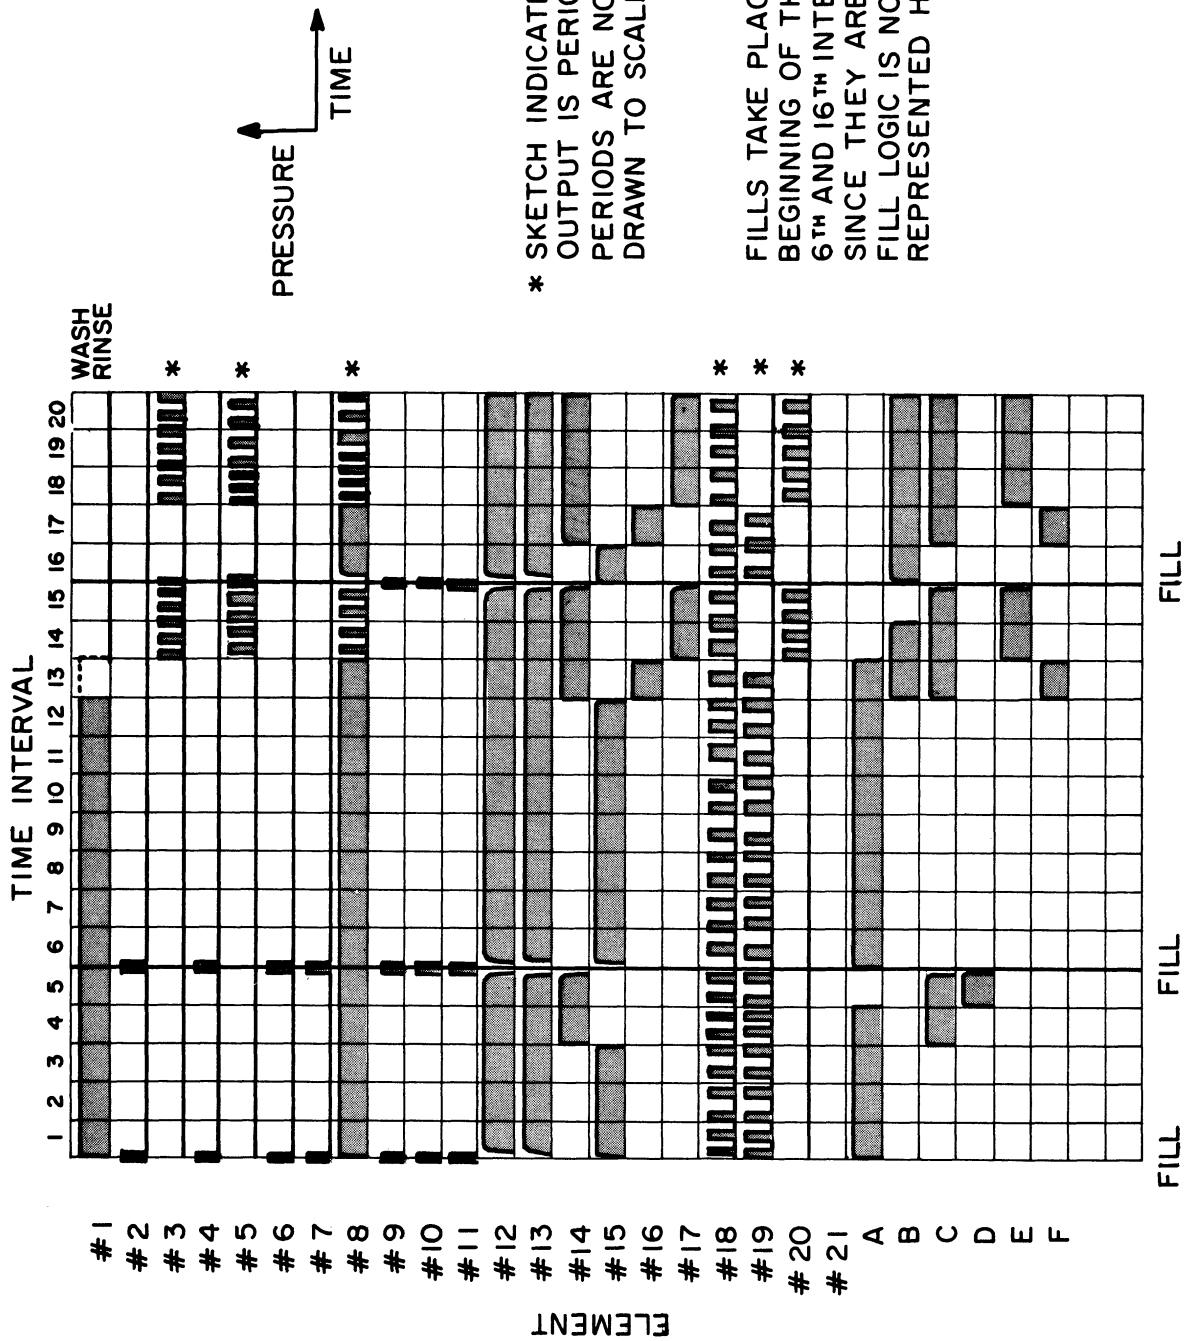 TIME INTERVAL
1 2 3 4 5 6 7 8 9 10 11 12 13 14 15 16 17 18 19 20
WASH
RINSE
ELEMENT
#1
#2
#3 *
#4
#5 *
#6
#7
#8 *
#9
#10
#11
#12
#13
#14
#15
#16
#17
#18 *
#19 *
#20 *
#21
A
B
C
D
E
F
FILL FILL FILL
PRESSURE
TIME
* SKETCH INDICATE
OUTPUT IS PERIO
PERIODS ARE NO
DRAWN TO SCAL
FILLS TAKE PLAC
BEGINNING OF TH
6TH AND 16TH INTE
SINCE THEY ARE
FILL LOGIC IS NO
REPRESENTED H